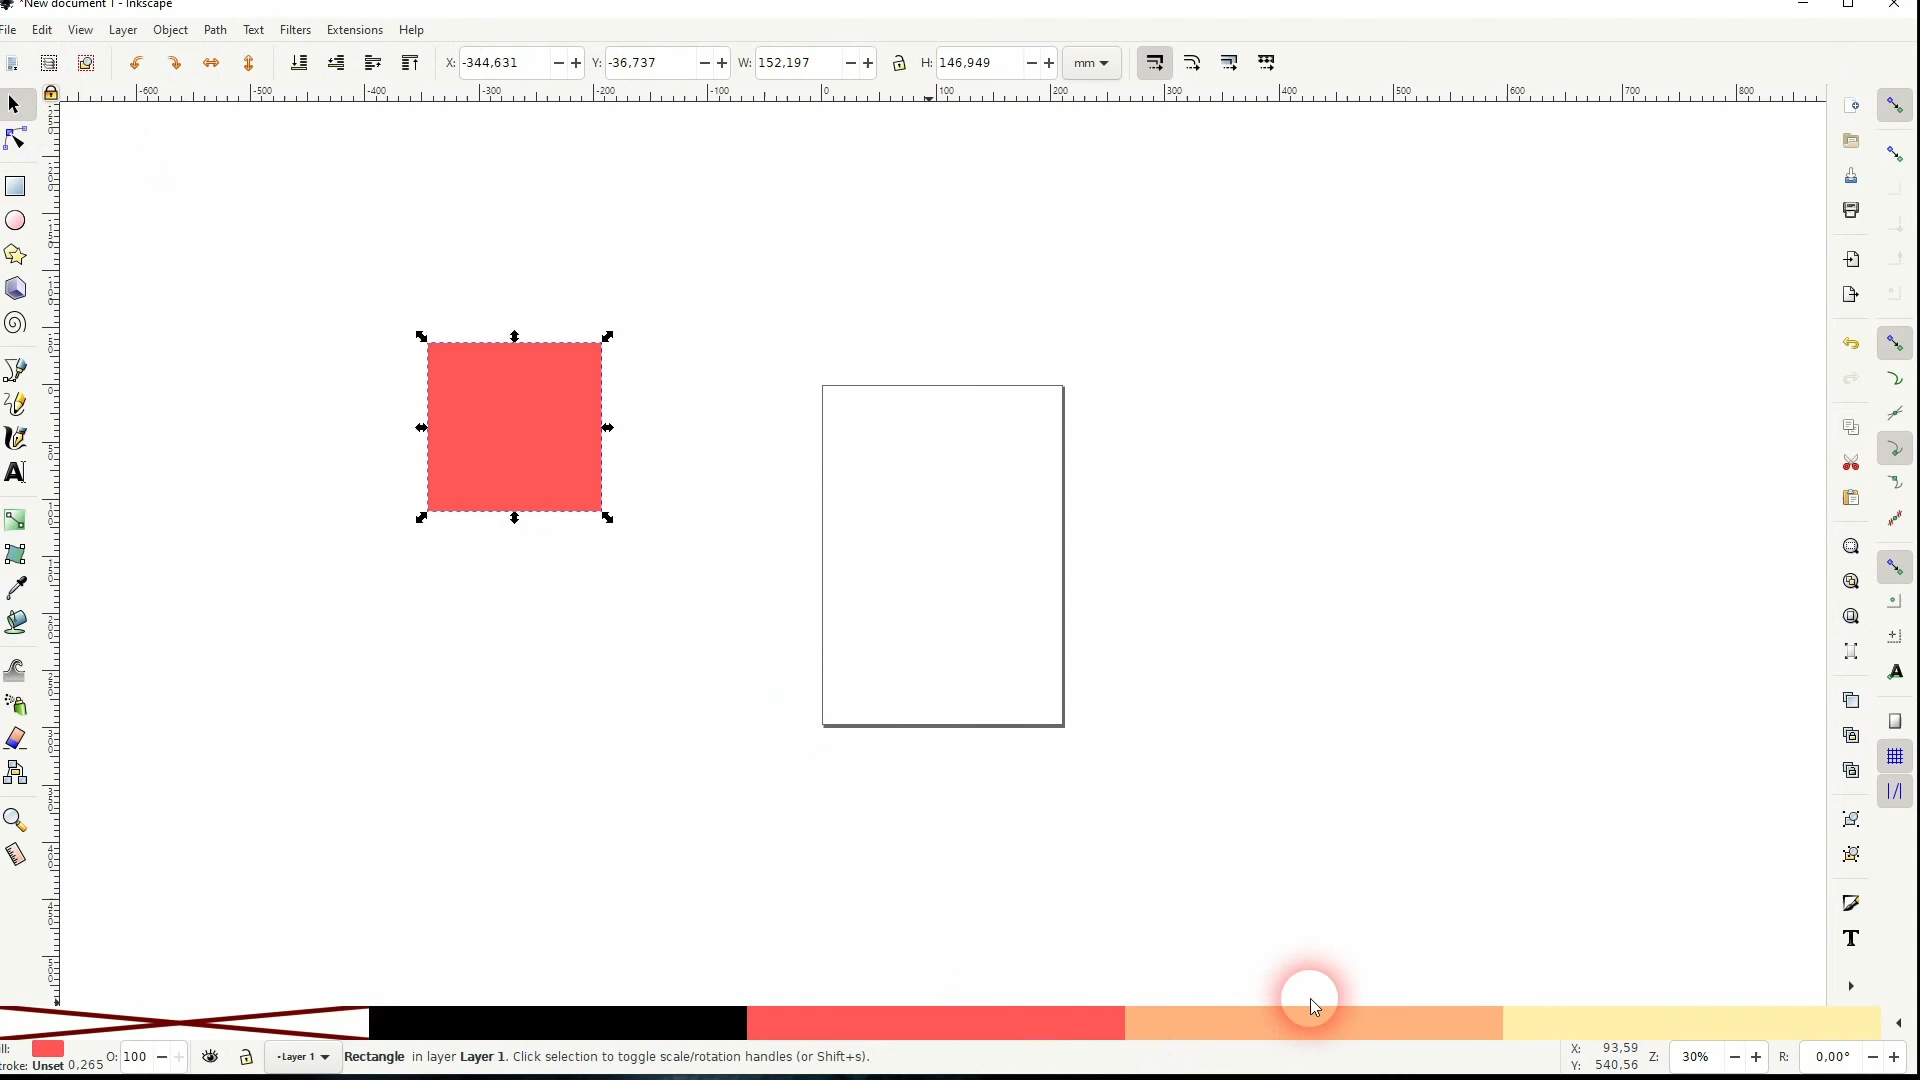 *New document 1 - Inkscape
File Edit View Layer Object Path Text Filters Extensions Help
X: -344,631 Y: -36,737 W: 152,197 H: 146,949 mm
-600 -500 -400 -300 -200 -100 0 100 200 300 400 500 600 700 800
ill: O: 100 -Layer 1 Rectangle in layer Layer 1. Click selection to toggle scale/rotation handles (or Shift+s). X: 93,59 Z: 30% R: 0,00°
troke: Unset 0,265 Y: 540,56